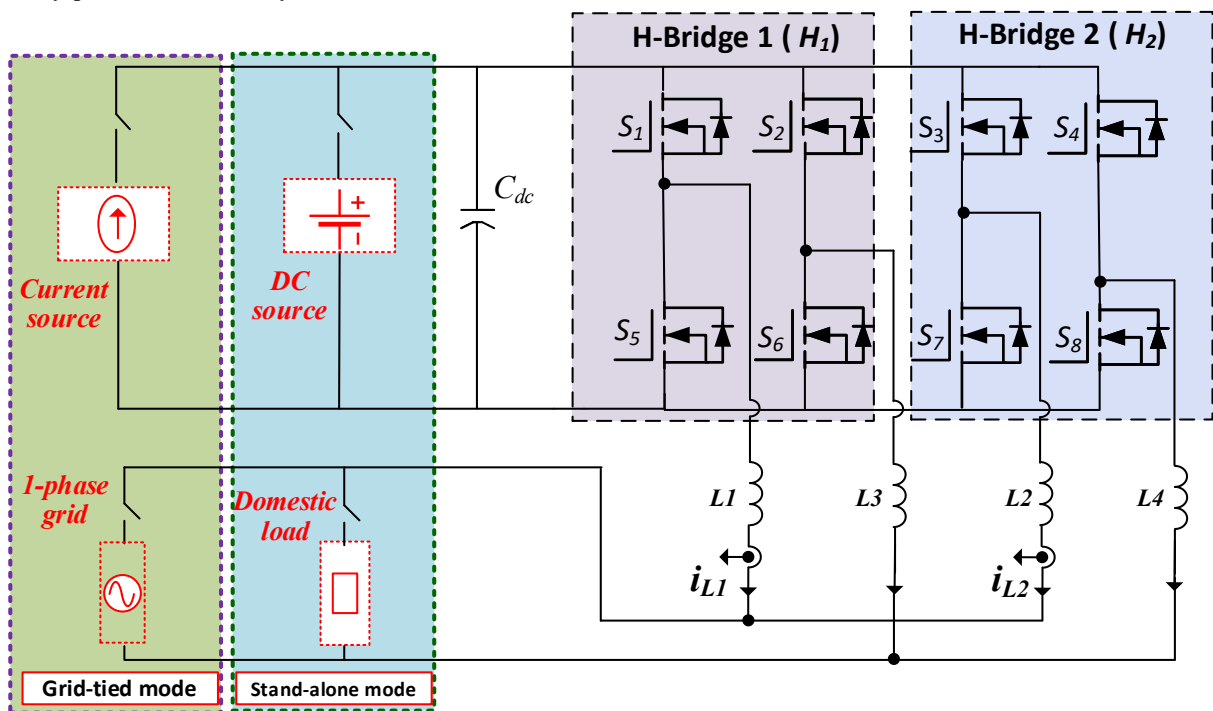 H-Bridge 1 ( H1)
H-Bridge 2 ( H2)
S1
S2
S3
S4
Cdc
+
-
Current
source
DC
source
S5
S6
S7
S8
1-phase
grid
Domestic
load
L1
L3
L2
L4
iL1
iL2
Grid-tied mode
Stand-alone mode